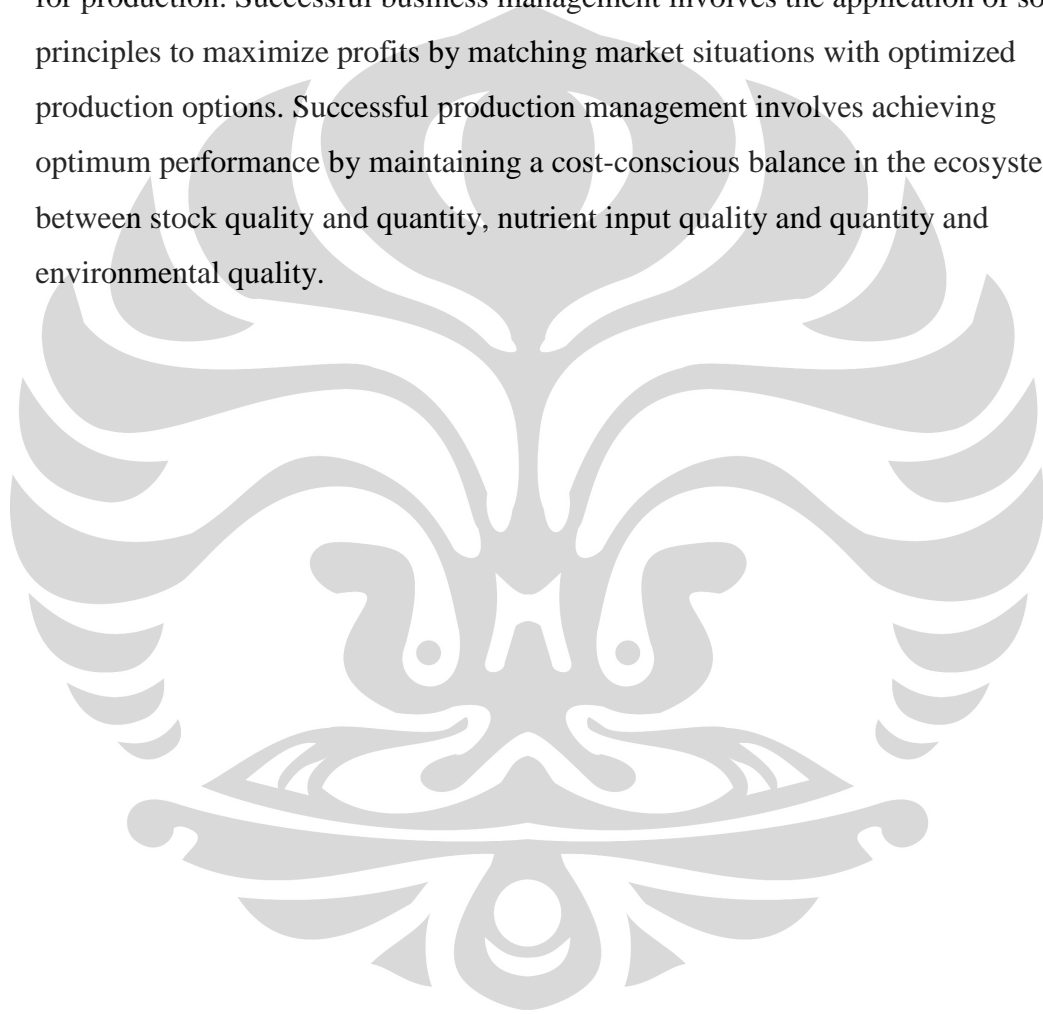 for production. Successful business management involves the application of
principles to maximize profits by matching market situations with optimized
production options. Successful production management involves achieving
optimum performance by maintaining a cost-conscious balance in the
between stock quality and quantity, nutrient input quality and quantity and
environmental quality.